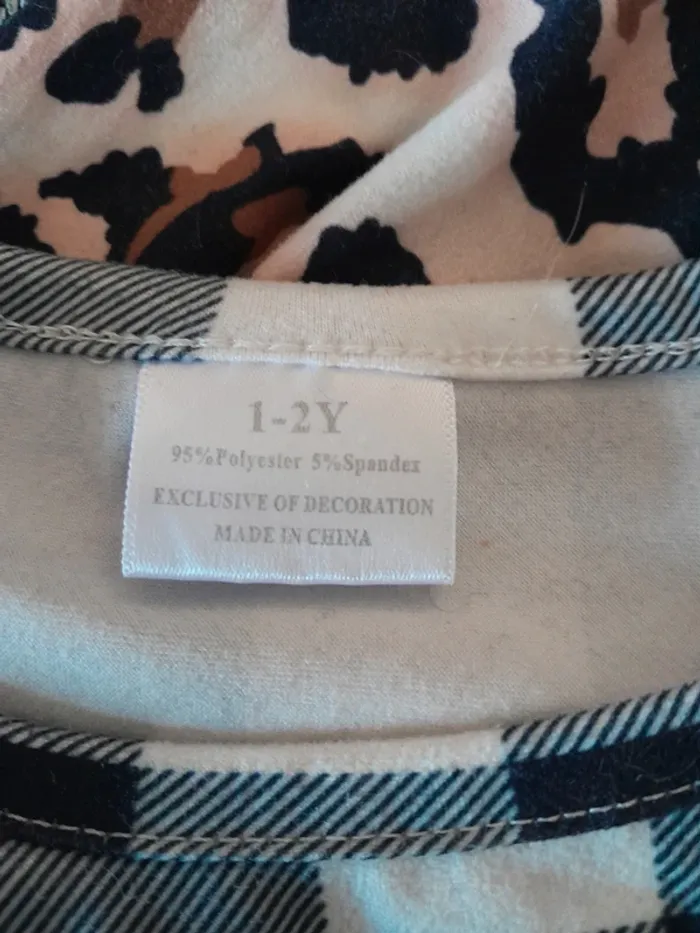 1-2Y
95%Polyester 5%Spandex
EXCLUSIVE OF DECORATION
MADE IN CHINA